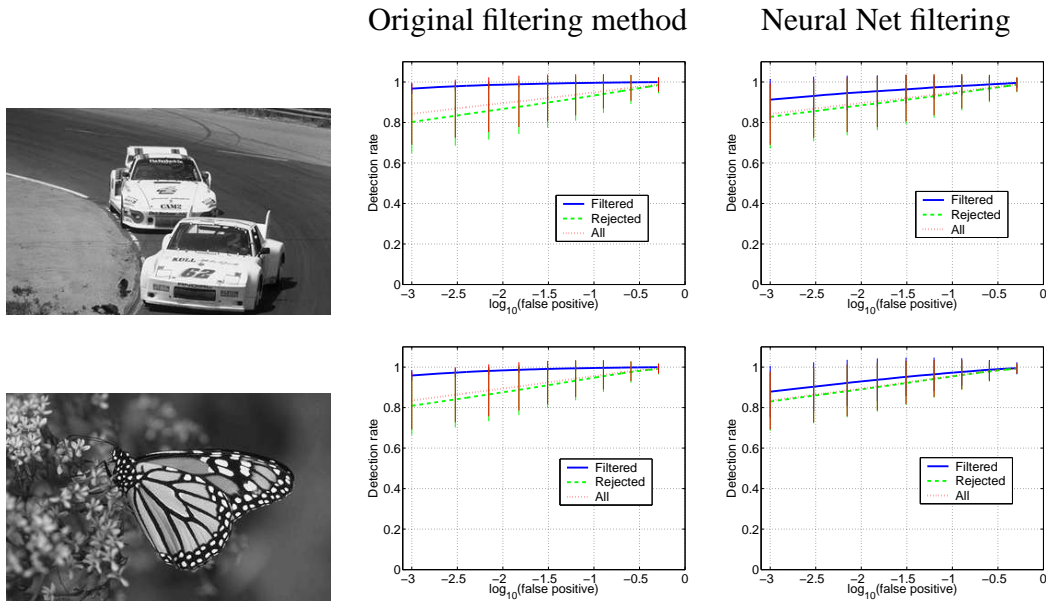 Original filtering method
Neural Net filtering
Detection rate
1
0.8
0.6
0.4
0.2
0
Filtered
Rejected
All
−3 −2.5 −2 −1.5 −1 −0.5 0
log10(false positive)
Detection rate
1
0.8
0.6
0.4
0.2
0
Filtered
Rejected
All
−3 −2.5 −2 −1.5 −1 −0.5 0
log10(false positive)
CAM2
KULL
62
Detection rate
1
0.8
0.6
0.4
0.2
0
Filtered
Rejected
All
−3 −2.5 −2 −1.5 −1 −0.5 0
log10(false positive)
Detection rate
1
0.8
0.6
0.4
0.2
0
Filtered
Rejected
All
−3 −2.5 −2 −1.5 −1 −0.5 0
log10(false positive)